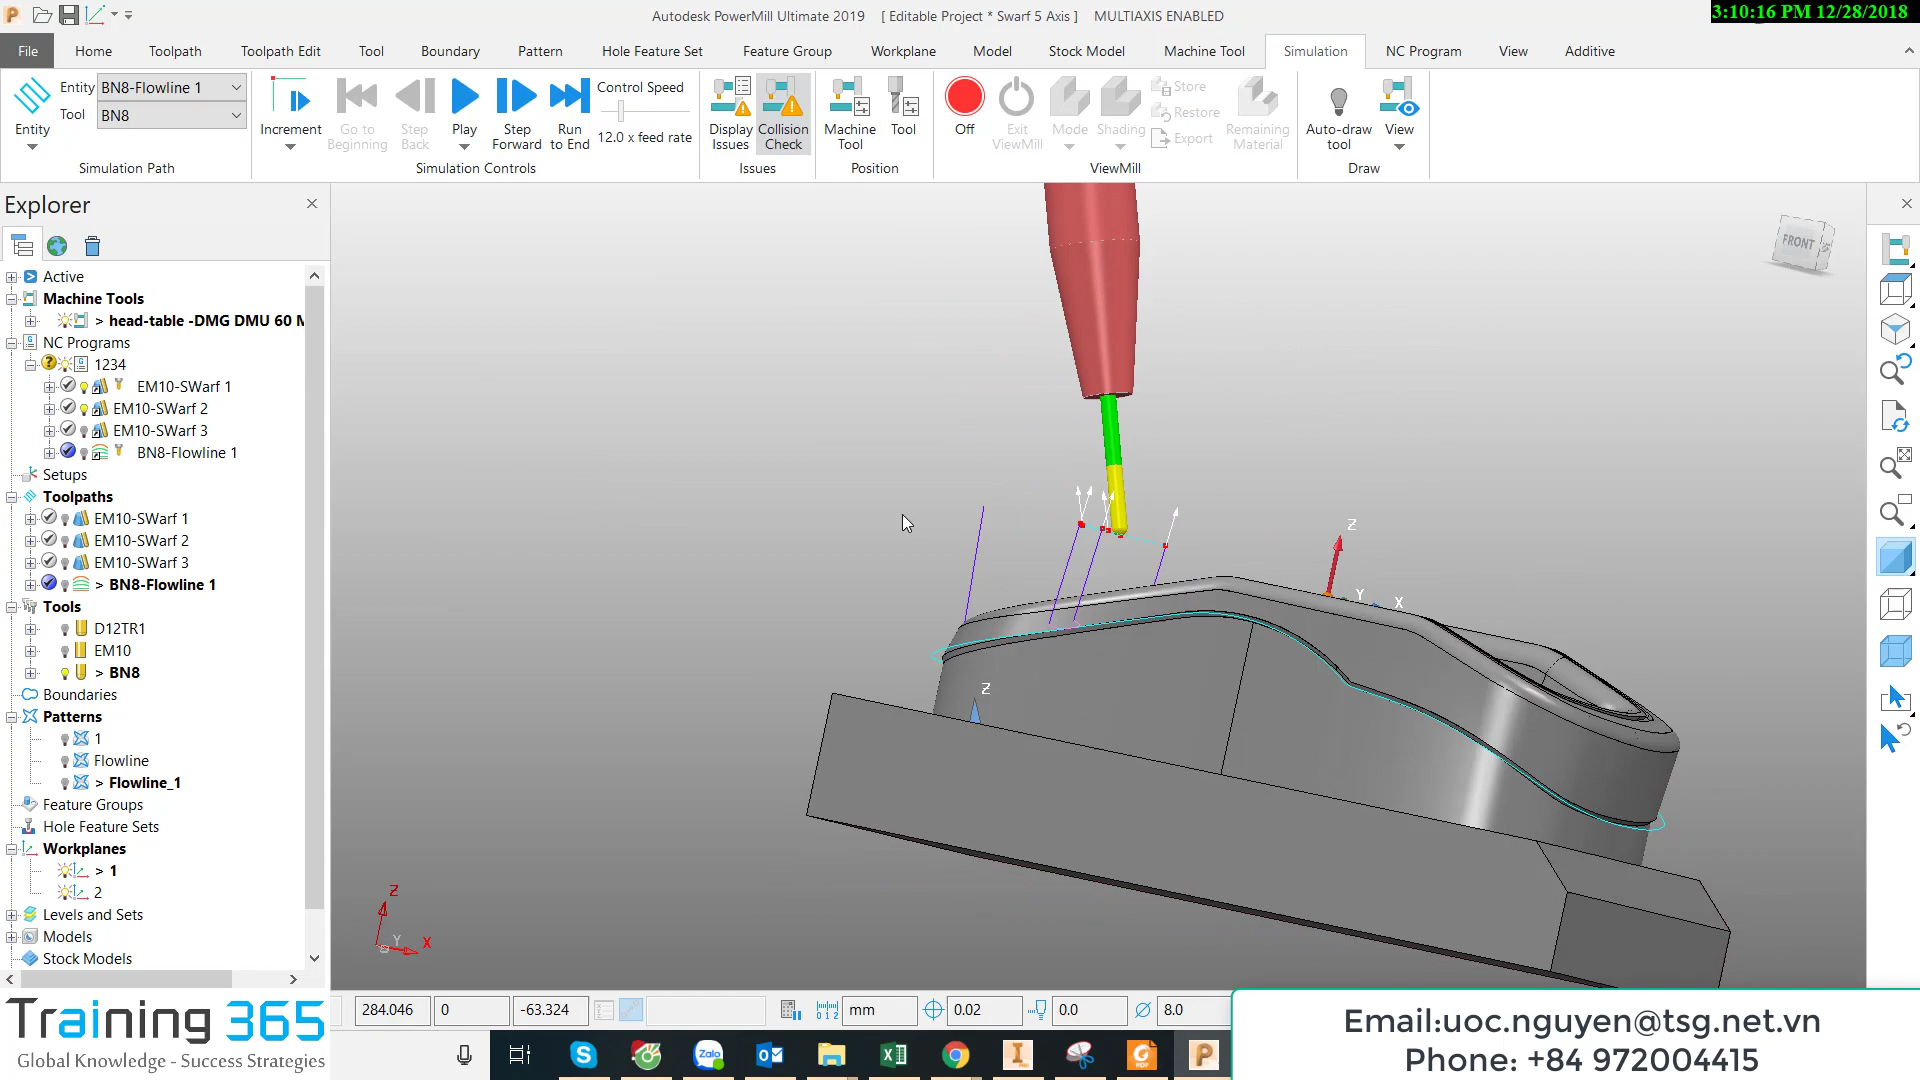 Autodesk PowerMill Ultimate 2019 [ Editable Project * Swarf 5 Axis ] MULTIAXIS ENABLED
3:10:16 PM 12/28/2018
File Home Toolpath Toolpath Edit Tool Boundary Pattern Hole Feature Set Feature Group Workplane Model Stock Model Machine Tool Simulation NC Program View Additive
Entity BN8-Flowline 1
Tool BN8
Entity
Simulation Path
Increment
Go to Beginning
Step Back
Play
Step Forward
Run to End
Control Speed
12.0 x feed rate
Simulation Controls
Display Issues
Collision Check
Issues
Machine Tool
Tool
Position
Off
Exit ViewMill
Mode
Shading
Store
Restore
Export
Remaining Material
ViewMill
Auto-draw tool
View
Draw
Explorer
Active
Machine Tools
> head-table -DMG DMU 60 M
NC Programs
1234
EM10-SWarf 1
EM10-SWarf 2
EM10-SWarf 3
BN8-Flowline 1
Setups
Toolpaths
EM10-SWarf 1
EM10-SWarf 2
EM10-SWarf 3
> BN8-Flowline 1
Tools
D12TR1
EM10
> BN8
Boundaries
Patterns
1
Flowline
> Flowline_1
Feature Groups
Hole Feature Sets
Workplanes
> 1
2
Levels and Sets
Models
Stock Models
FRONT
Z
Y X
Z
Z
Y X
Training 365
Global Knowledge - Success Strategies
284.046 0 -63.324 mm 0.02 0.0 8.0
Email:uoc.nguyen@tsg.net.vn
Phone: +84 972004415